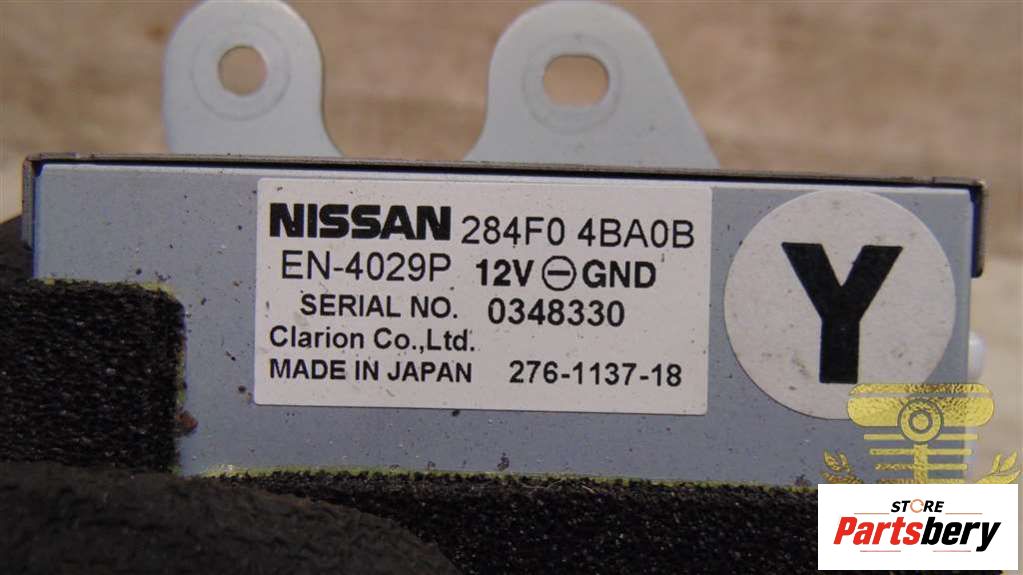 NISSAN 284F0 4BA0B
EN-4029P 12V ⊖ GND
SERIAL NO. 0348330
Clarion Co.,Ltd.
MADE IN JAPAN 276-1137-18
Y
STORE
Partsbery